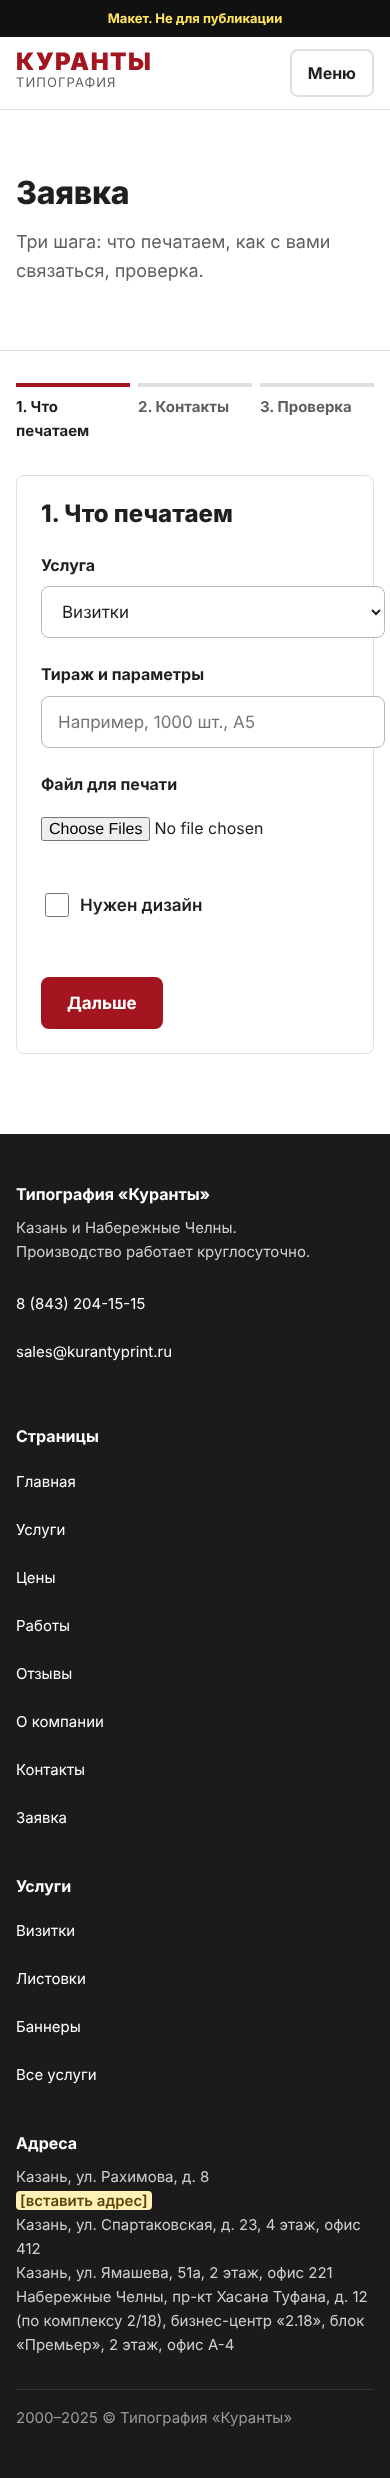 Макет. Не для публикации
КУРАНТЫ
ТИПОГРАФИЯ
Меню
Заявка
Три шага: что печатаем, как с вами
связаться, проверка.
1. Что
печатаем
2. Контакты
3. Проверка
1. Что печатаем
Услуга
Визитки
Тираж и параметры
Например, 1000 шт., А5
Файл для печати
Choose Files No file chosen
Нужен дизайн
Дальше
Типография «Куранты»
Казань и Набережные Челны.
Производство работает круглосуточно.
8 (843) 204-15-15
sales@kurantyprint.ru
Страницы
Главная
Услуги
Цены
Работы
Отзывы
О компании
Контакты
Заявка
Услуги
Визитки
Листовки
Баннеры
Все услуги
Адреса
Казань, ул. Рахимова, д. 8
[вставить адрес]
Казань, ул. Спартаковская, д. 23, 4 этаж, офис
412
Казань, ул. Ямашева, 51а, 2 этаж, офис 221
Набережные Челны, пр-кт Хасана Туфана, д. 12
(по комплексу 2/18), бизнес-центр «2.18», блок
«Премьер», 2 этаж, офис А-4
2000–2025 © Типография «Куранты»